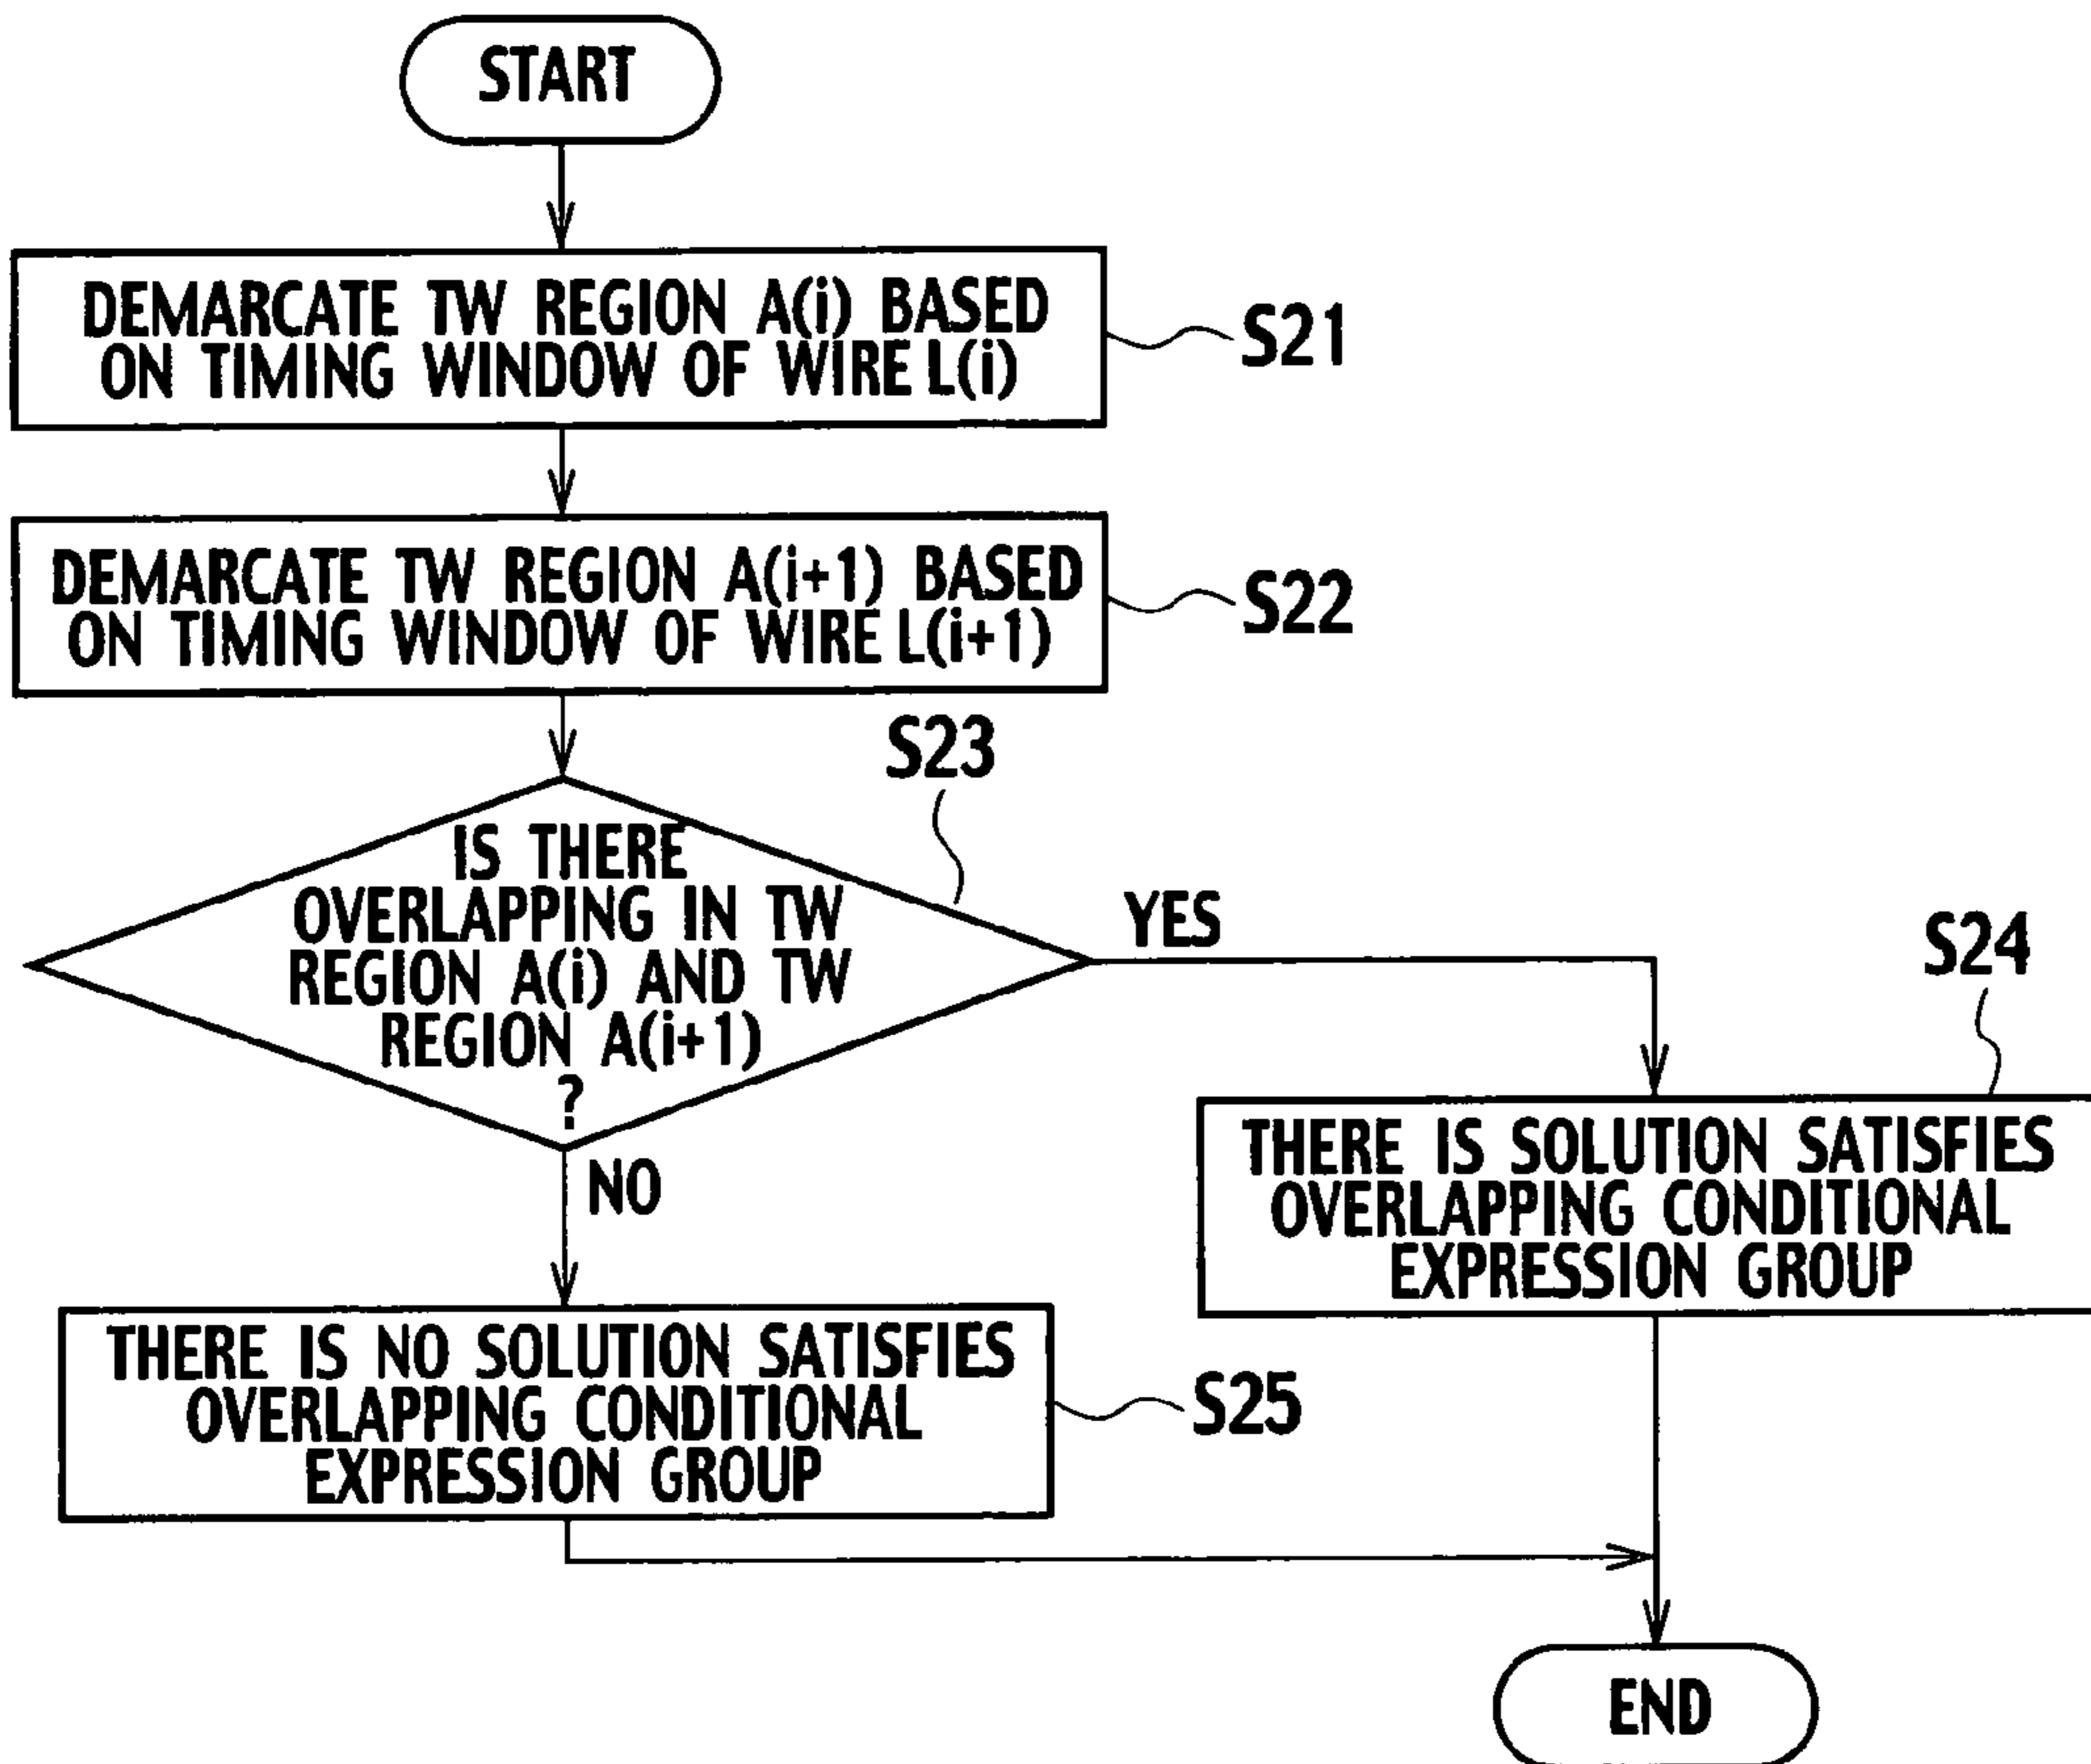 START
DEMARCATE TW REGION A(i) BASED
ON TIMING WINDOW OF WIRE L(i)
S21
DEMARCATE TW REGION A(i+1) BASED
ON TIMING WINDOW OF WIRE L(i+1)
S22
S23
IS THERE
OVERLAPPING IN TW
REGION A(i) AND TW
REGION A(i+1)
?
YES
NO
S24
THERE IS SOLUTION SATISFIES
OVERLAPPING CONDITIONAL
EXPRESSION GROUP
THERE IS NO SOLUTION SATISFIES
OVERLAPPING CONDITIONAL
EXPRESSION GROUP
S25
END